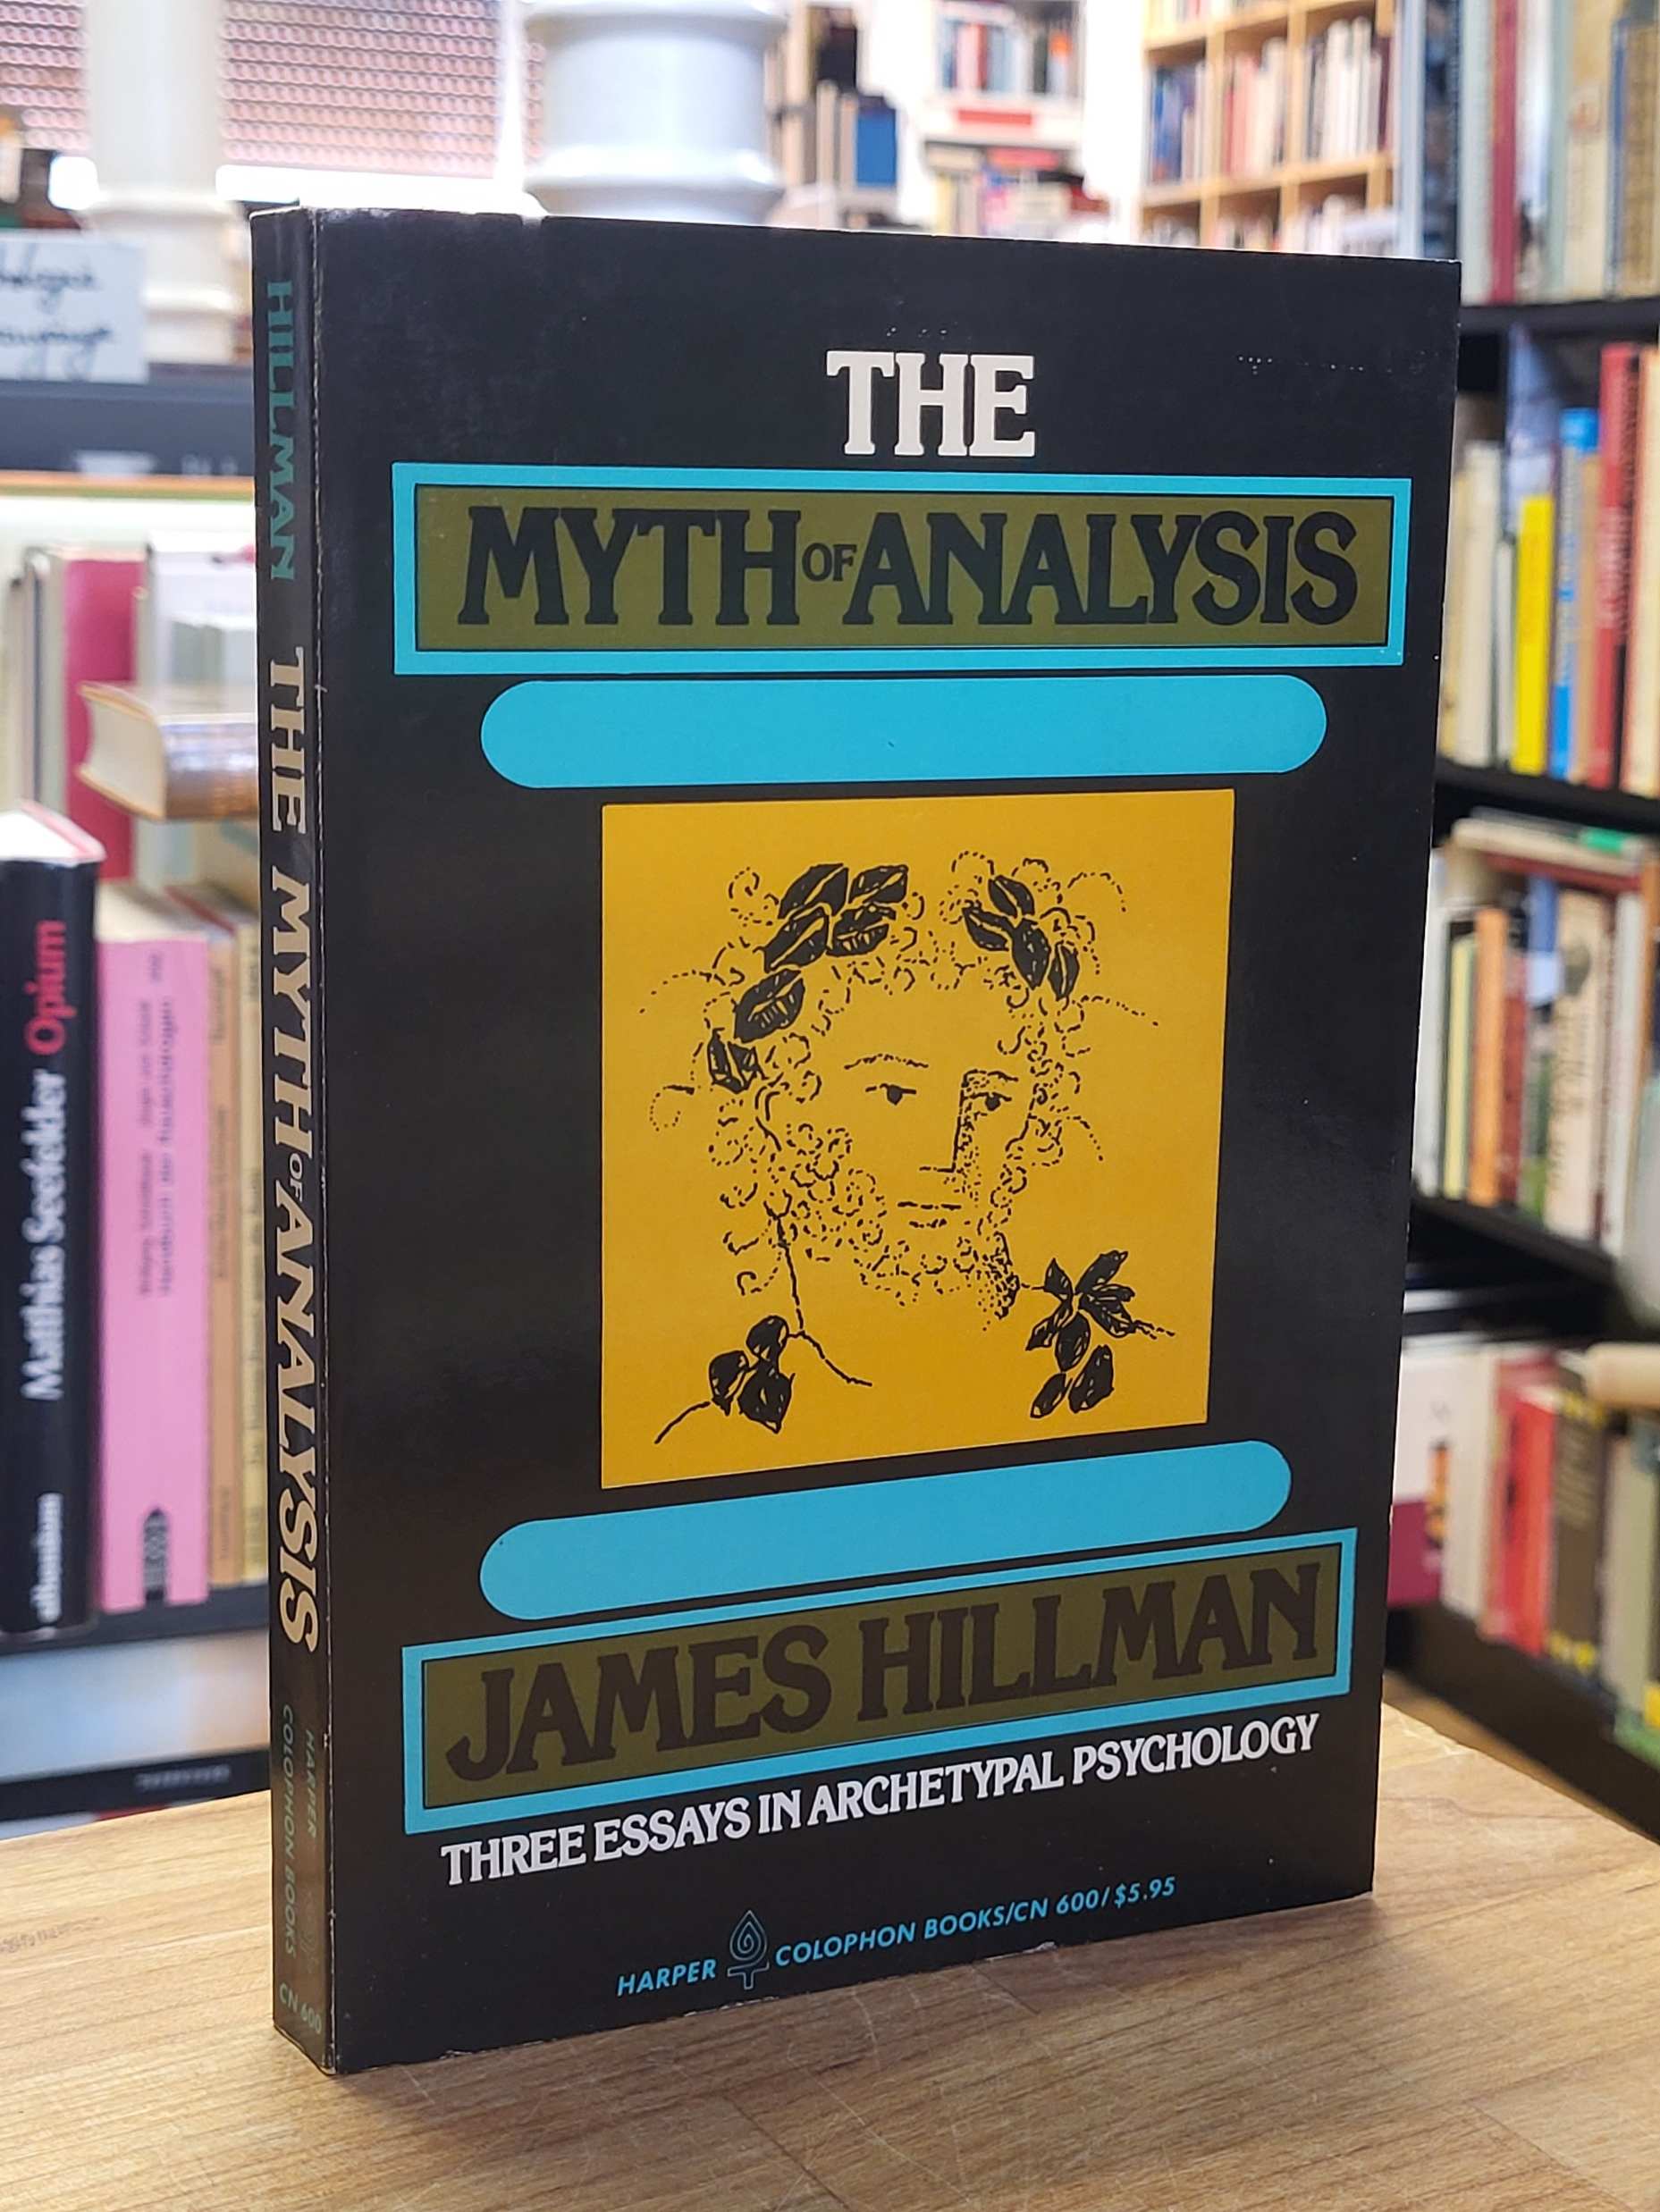 THE
MYTH OF ANALYSIS
JAMES HILLMAN
THREE ESSAYS IN ARCHETYPAL PSYCHOLOGY
HARPER COLOPHON BOOKS/CN 600/$5.95
HILLMAN THE MYTH OF ANALYSIS HARPER
COLOPHON BOOKS CN 600
Matthias Seefelder Opium